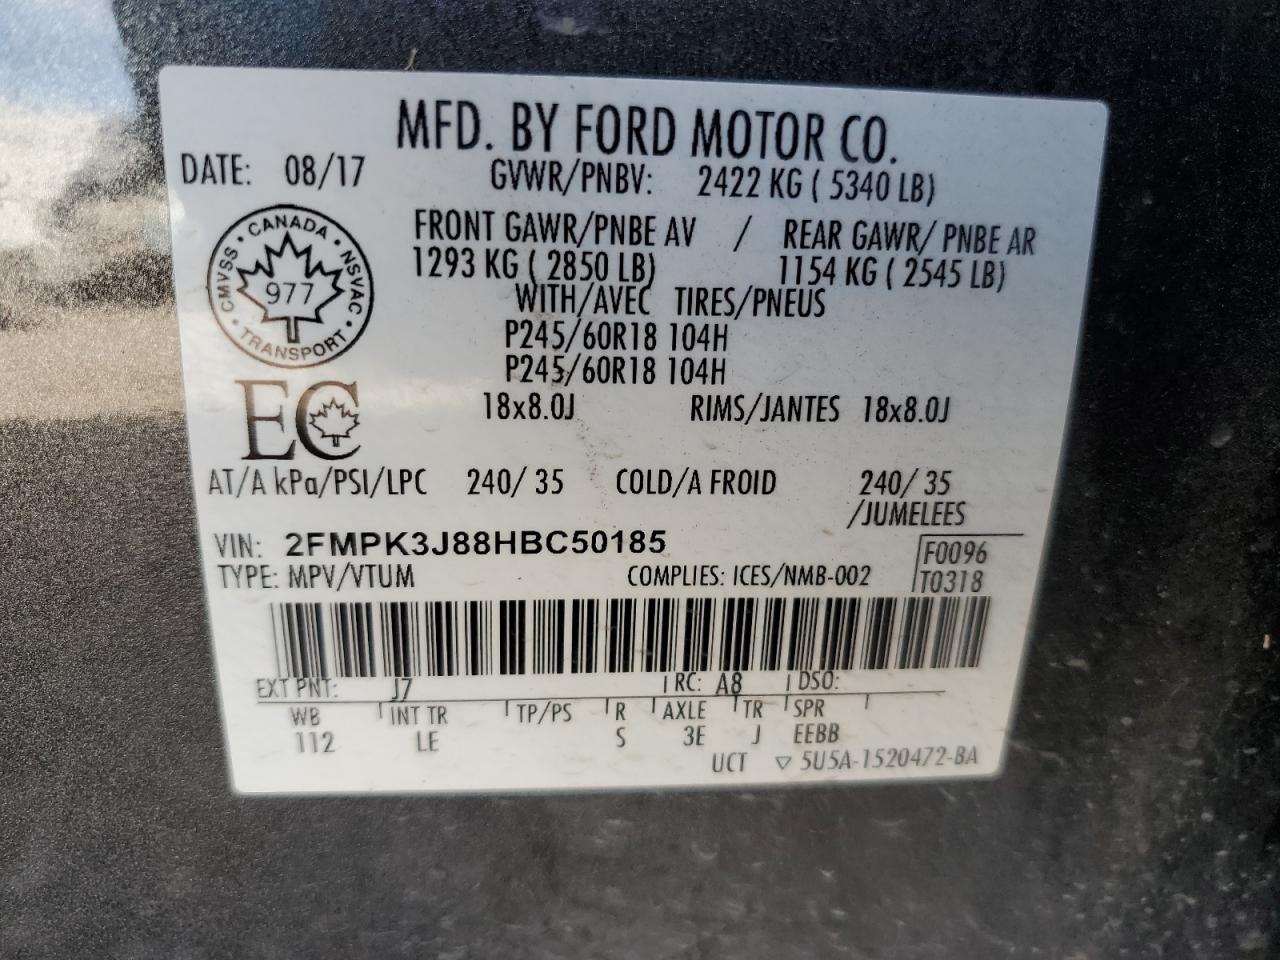 MFD. BY FORD MOTOR CO.
DATE: 08/17 GVWR/PNBV: 2422 KG ( 5340 LB)
FRONT GAWR/PNBE AV / REAR GAWR/ PNBE AR
1293 KG ( 2850 LB) 1154 KG ( 2545 LB)
WITH/AVEC TIRES/PNEUS
P245/60R18 104H
P245/60R18 104H
18x8.0J RIMS/JANTES 18x8.0J
CANADA • NSVAC • TRANSPORT • CMVSS •
977
EC
AT/A kPa/PSI/LPC 240/ 35 COLD/A FROID 240/ 35
/JUMELEES
VIN: 2FMPK3J88HBC50185 F0096
TYPE: MPV/VTUM COMPLIES: ICES/NMB-002 T0318
EXT PNT: J7 RC: A8 DSO:
WB INT TR TP/PS R AXLE TR SPR
112 LE S 3E J EEBB
UCT ▽ 5U5A-1520472-BA